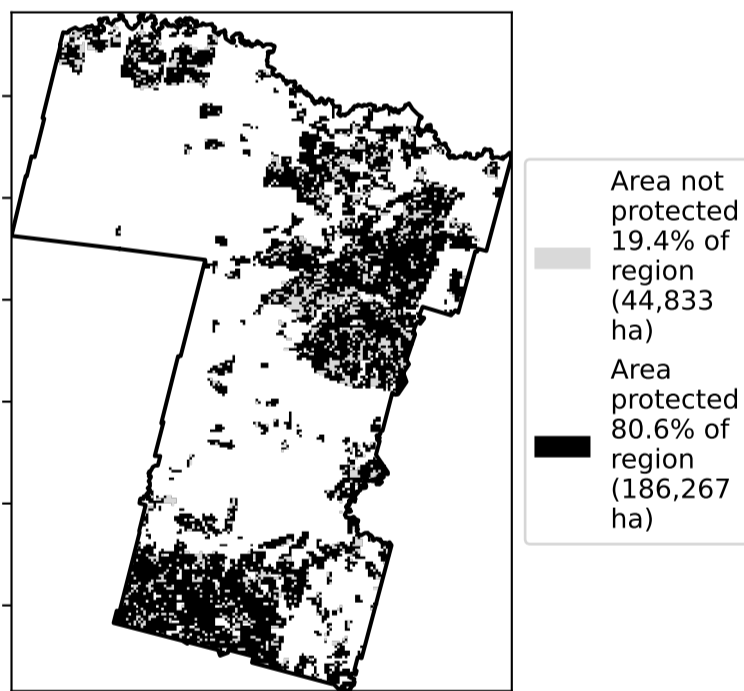 Area not
protected
19.4% of
region
(44,833
ha)
Area
protected
80.6% of
region
(186,267
ha)